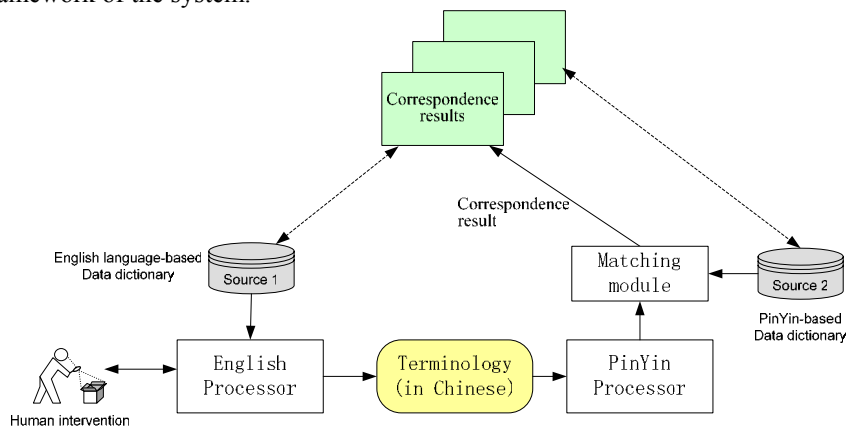 amework of the system.
Correspondence
results
Correspondence
result
English language-based
Data dictionary
Source 1
Matching
module
Source 2
PinYin-based
Data dictionary
English
Processor
Terminology
(in Chinese)
PinYin
Processor
Human intervention